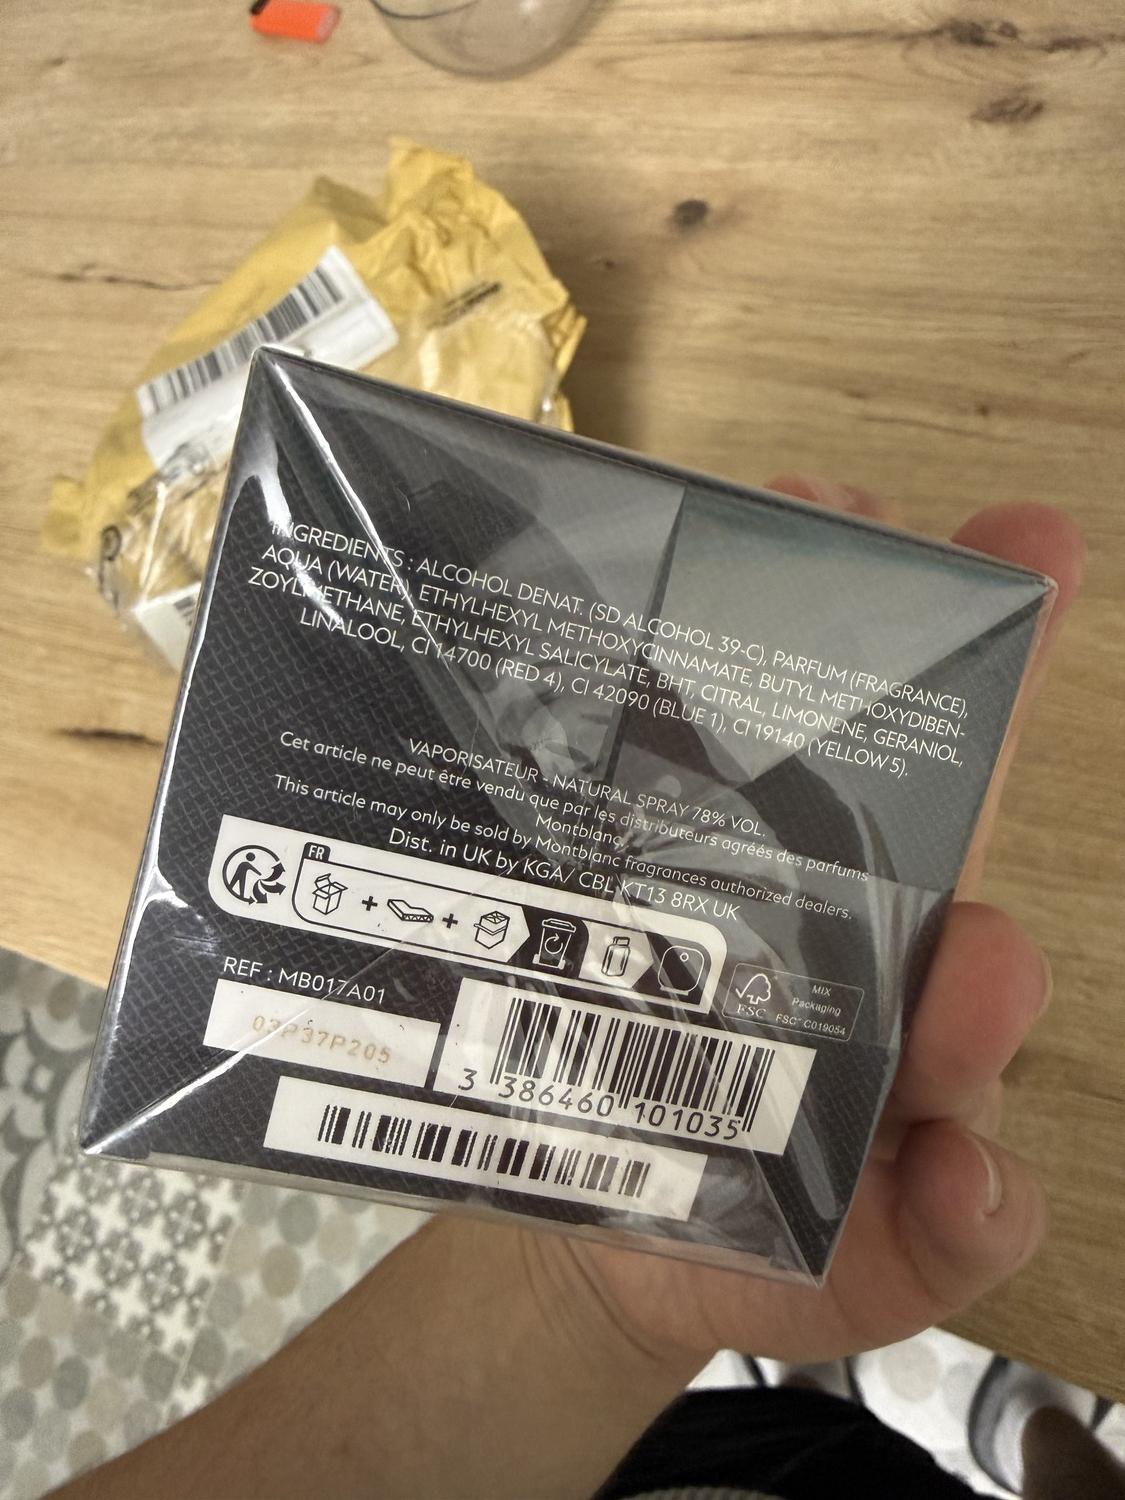 INGREDIENTS : ALCOHOL DENAT. (SD ALCOHOL 39-C), PARFUM (FRAGRANCE),
AQUA (WATER), ETHYLHEXYL METHOXYCINNAMATE, BUTYL METHOXYDIBEN-
ZOYLMETHANE, ETHYLHEXYL SALICYLATE, BHT, CITRAL, LIMONENE, GERANIOL,
LINALOOL, CI 14700 (RED 4), CI 42090 (BLUE 1), CI 19140 (YELLOW 5).
VAPORISATEUR - NATURAL SPRAY 78% VOL.
Cet article ne peut être vendu que par les distributeurs agréés des parfums
Montblanc.
This article may only be sold by Montblanc fragrances authorized dealers.
Dist. in UK by KGA/ CBL KT13 8RX UK
FR
+ +
REF : MB017A01
03P37P205
FSC
MIX
Packaging
FSC™ C019054
3 386460 101035